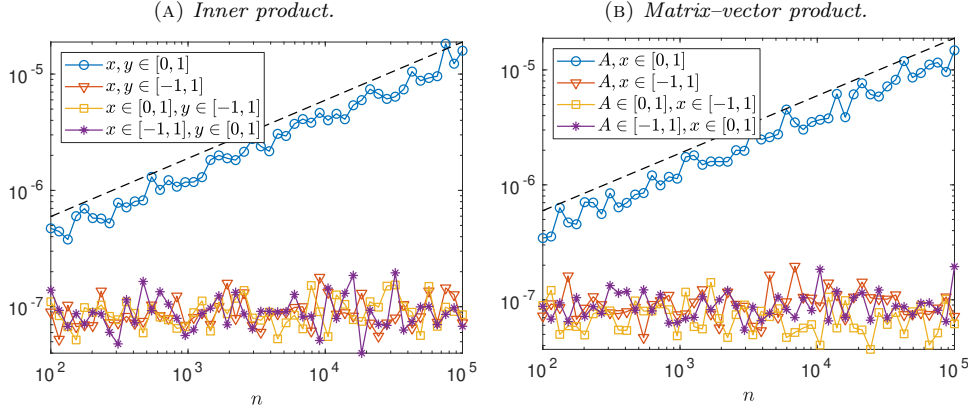 (A) Inner product.
10^-5
10^-6
10^-7
x, y ∈ [0, 1]
x, y ∈ [−1, 1]
x ∈ [0, 1], y ∈ [−1, 1]
x ∈ [−1, 1], y ∈ [0, 1]
10^2 10^3 10^4 10^5
n
(B) Matrix–vector product.
10^-5
10^-6
10^-7
A, x ∈ [0, 1]
A, x ∈ [−1, 1]
A ∈ [0, 1], x ∈ [−1, 1]
A ∈ [−1, 1], x ∈ [0, 1]
10^2 10^3 10^4 10^5
n